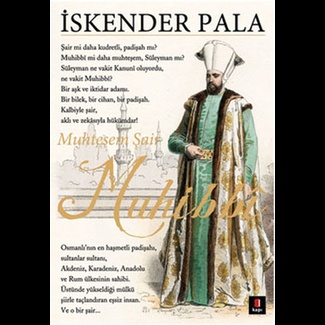 İSKENDER PALA
Şair mi daha kudretli, padişah mı?
Muhibbî mi daha muhteşem, Süleyman mı?
Süleyman ne vakit Kanuni oluyordu,
ne vakit Muhibbî?
Bir aşk ve iktidar adamı.
Bir bilek, bir cihan, bir padişah.
Kalbiyle şair,
aklı ve zekâsıyla hükümdar!
Muhteşem Şair
Muhibbî
Osmanlı'nın en haşmetli padişahı,
sultanlar sultanı,
Akdeniz, Karadeniz, Anadolu
ve Rum ülkesinin sahibi.
Üstünde yükseldiği mülkü
şiirle taçlandıran eşsiz insan.
Ve o bir şair...
kapı